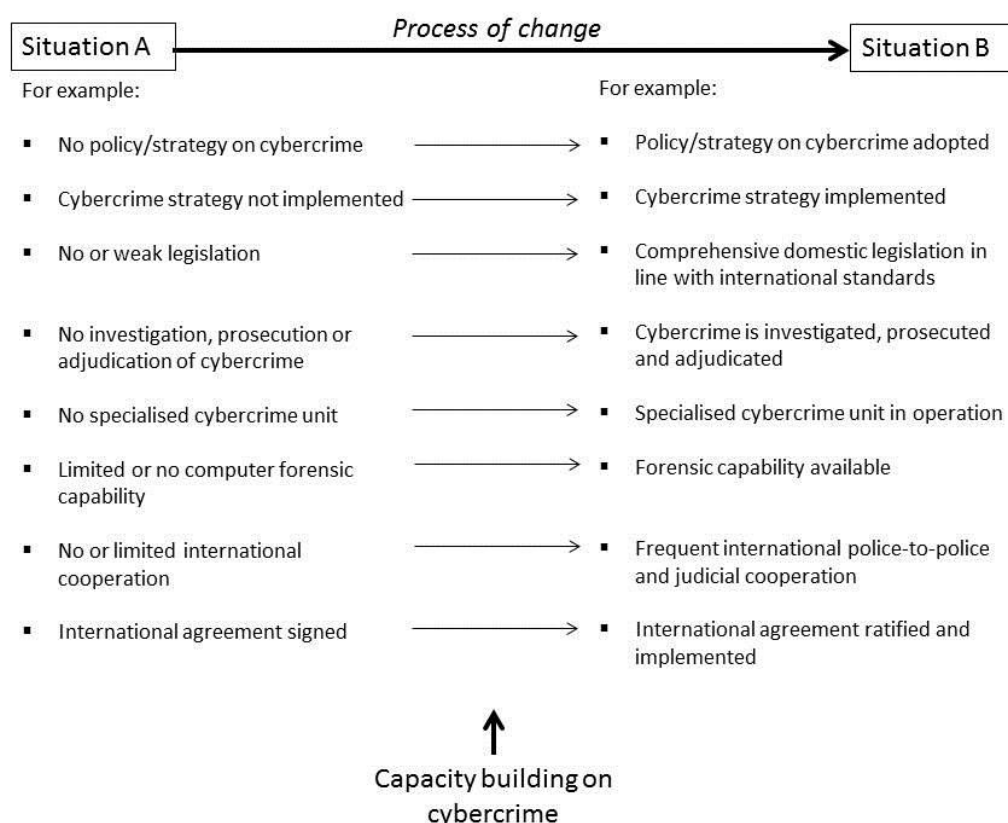 Process of change
Situation A
Situation B
For example:
▪ No policy/strategy on cybercrime
▪ Cybercrime strategy not implemented
▪ No or weak legislation
▪ No investigation, prosecution or
adjudication of cybercrime
▪ No specialised cybercrime unit
▪ Limited or no computer forensic
capability
▪ No or limited international
cooperation
▪ International agreement signed
For example:
▪ Policy/strategy on cybercrime adopted
▪ Cybercrime strategy implemented
▪ Comprehensive domestic legislation in
line with international standards
▪ Cybercrime is investigated, prosecuted
and adjudicated
▪ Specialised cybercrime unit in operation
▪ Forensic capability available
▪ Frequent international police-to-police
and judicial cooperation
▪ International agreement ratified and
implemented
Capacity building on
cybercrime